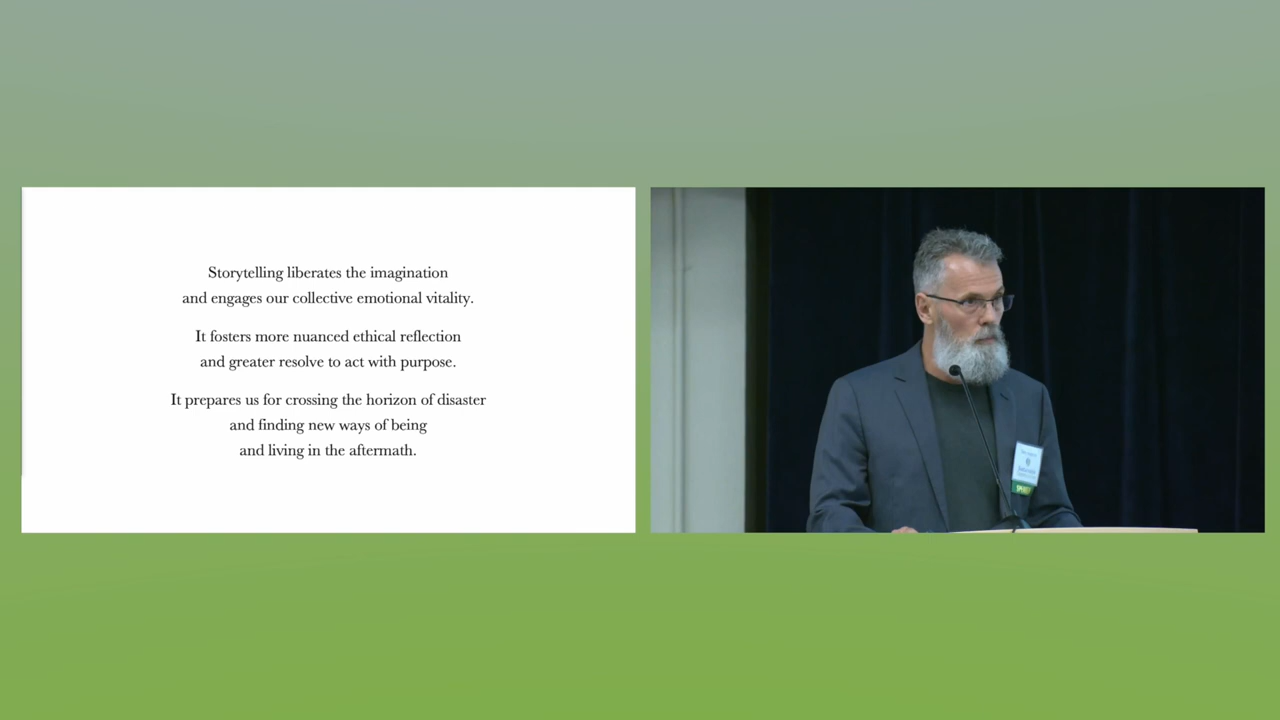 Storytelling liberates the imagination
and engages our collective emotional vitality.
It fosters more nuanced ethical reflection
and greater resolve to act with purpose.
It prepares us for crossing the horizon of disaster
and finding new ways of being
and living in the aftermath.